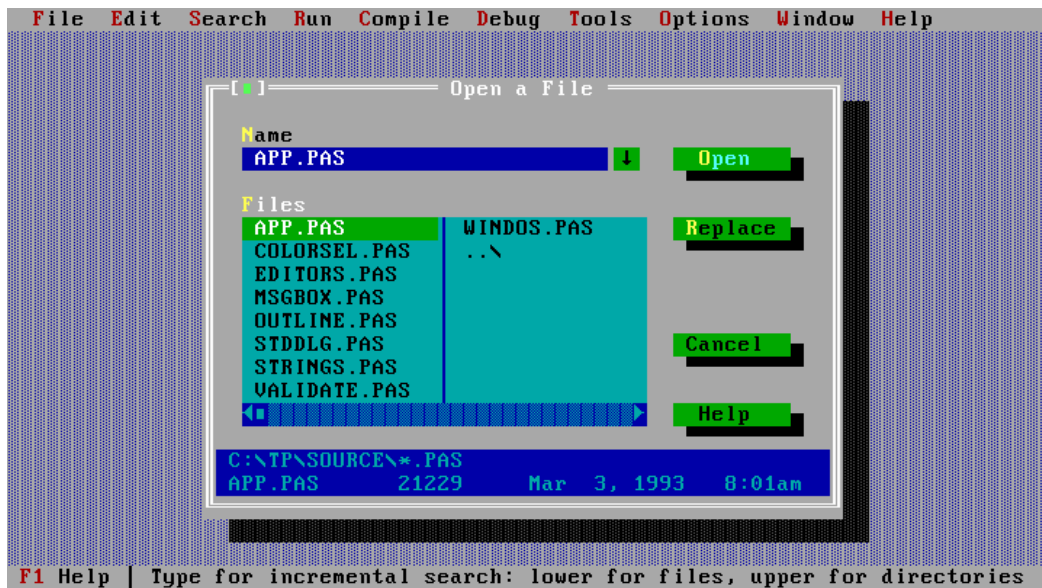 File Edit Search Run Compile Debug Tools Options Window Help
[■] Open a File
Name
APP.PAS ↓ Open
Files
APP.PAS WINDOS.PAS Replace
COLORSEL.PAS ..\
EDITORS.PAS
MSGBOX.PAS
OUTLINE.PAS
STDDLG.PAS Cancel
STRINGS.PAS
VALIDATE.PAS
Help
C:\TP\SOURCE\*.PAS
APP.PAS 21229 Mar 3, 1993 8:01am
F1 Help | Type for incremental search: lower for files, upper for directories